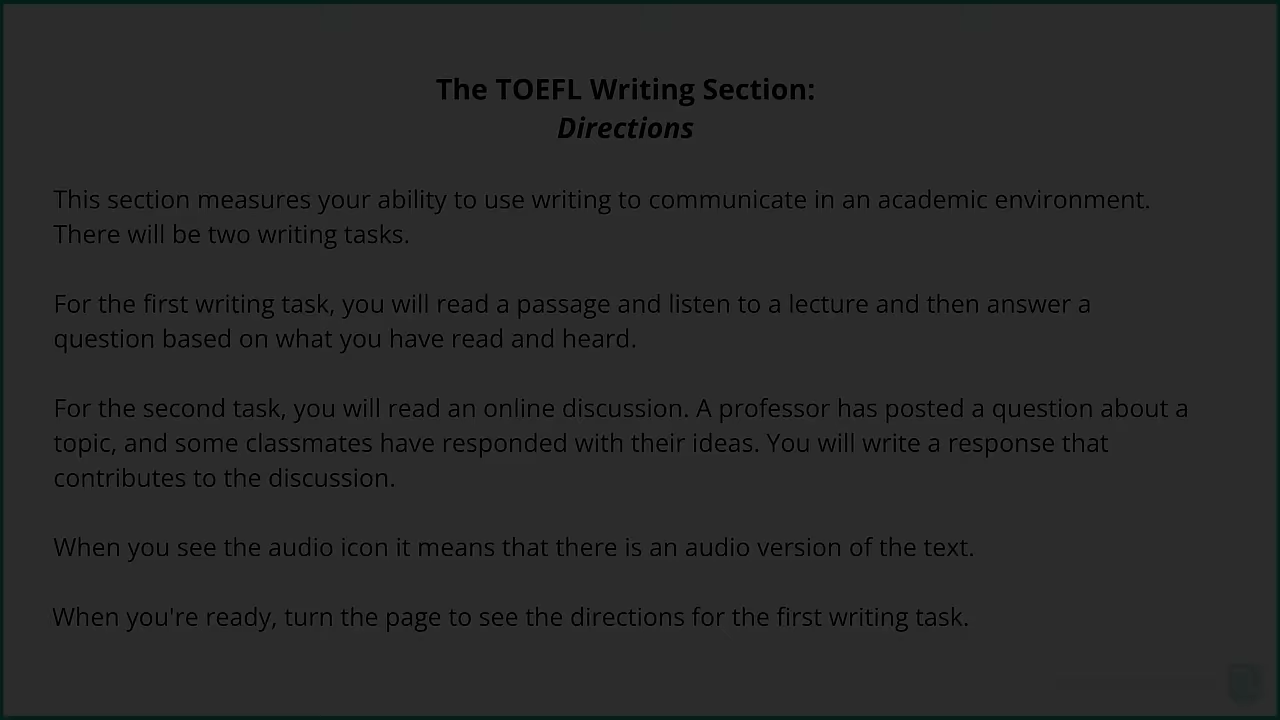 The TOEFL Writing Section:
Directions
This section measures your ability to use writing to communicate in an academic environment.
There will be two writing tasks.
For the first writing task, you will read a passage and listen to a lecture and then answer a
question based on what you have read and heard.
For the second task, you will read an online discussion. A professor has posted a question about a
topic, and some classmates have responded with their ideas. You will write a response that
contributes to the discussion.
When you see the audio icon it means that there is an audio version of the text.
When you're ready, turn the page to see the directions for the first writing task.